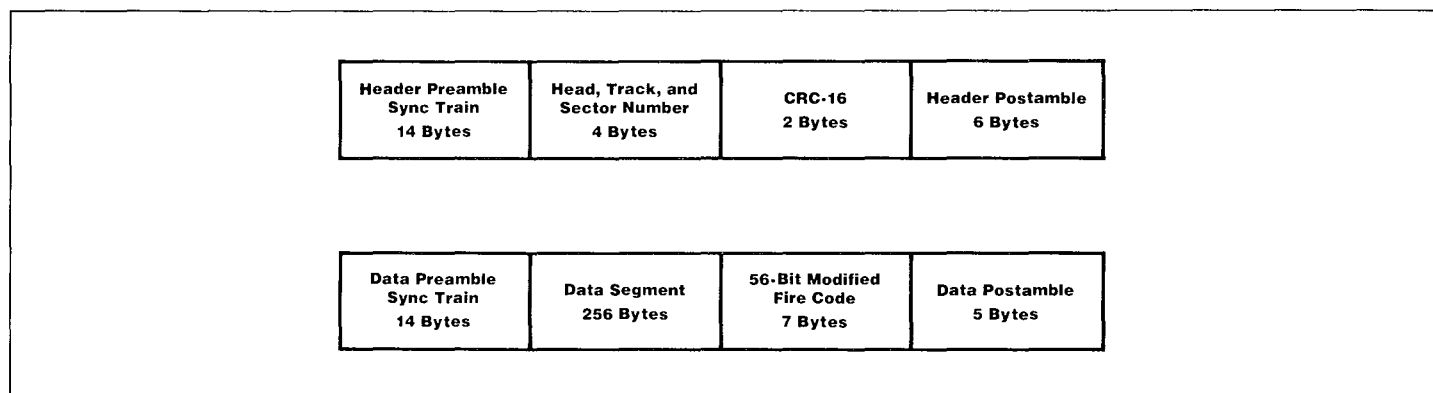 Header Preamble
Sync Train
14 Bytes
Head, Track, and
Sector Number
4 Bytes
CRC-16
2 Bytes
Header Postamble
6 Bytes
Data Preamble
Sync Train
14 Bytes
Data Segment
256 Bytes
56-Bit Modified
Fire Code
7 Bytes
Data Postamble
5 Bytes